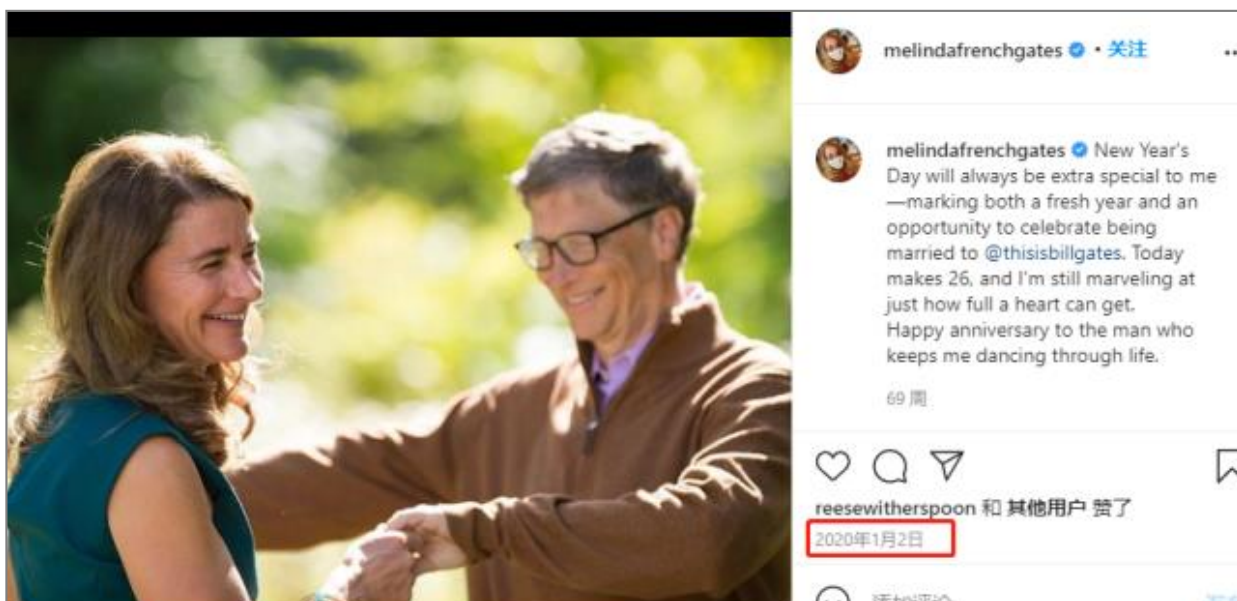 melindafrenchgates • 关注
melindafrenchgates New Year's
Day will always be extra special to me
—marking both a fresh year and an
opportunity to celebrate being
married to @thisisbillgates. Today
makes 26, and I'm still marveling at
just how full a heart can get.
Happy anniversary to the man who
keeps me dancing through life.
69 周
reesewitherspoon 和 其他用户 赞了
2020年1月2日